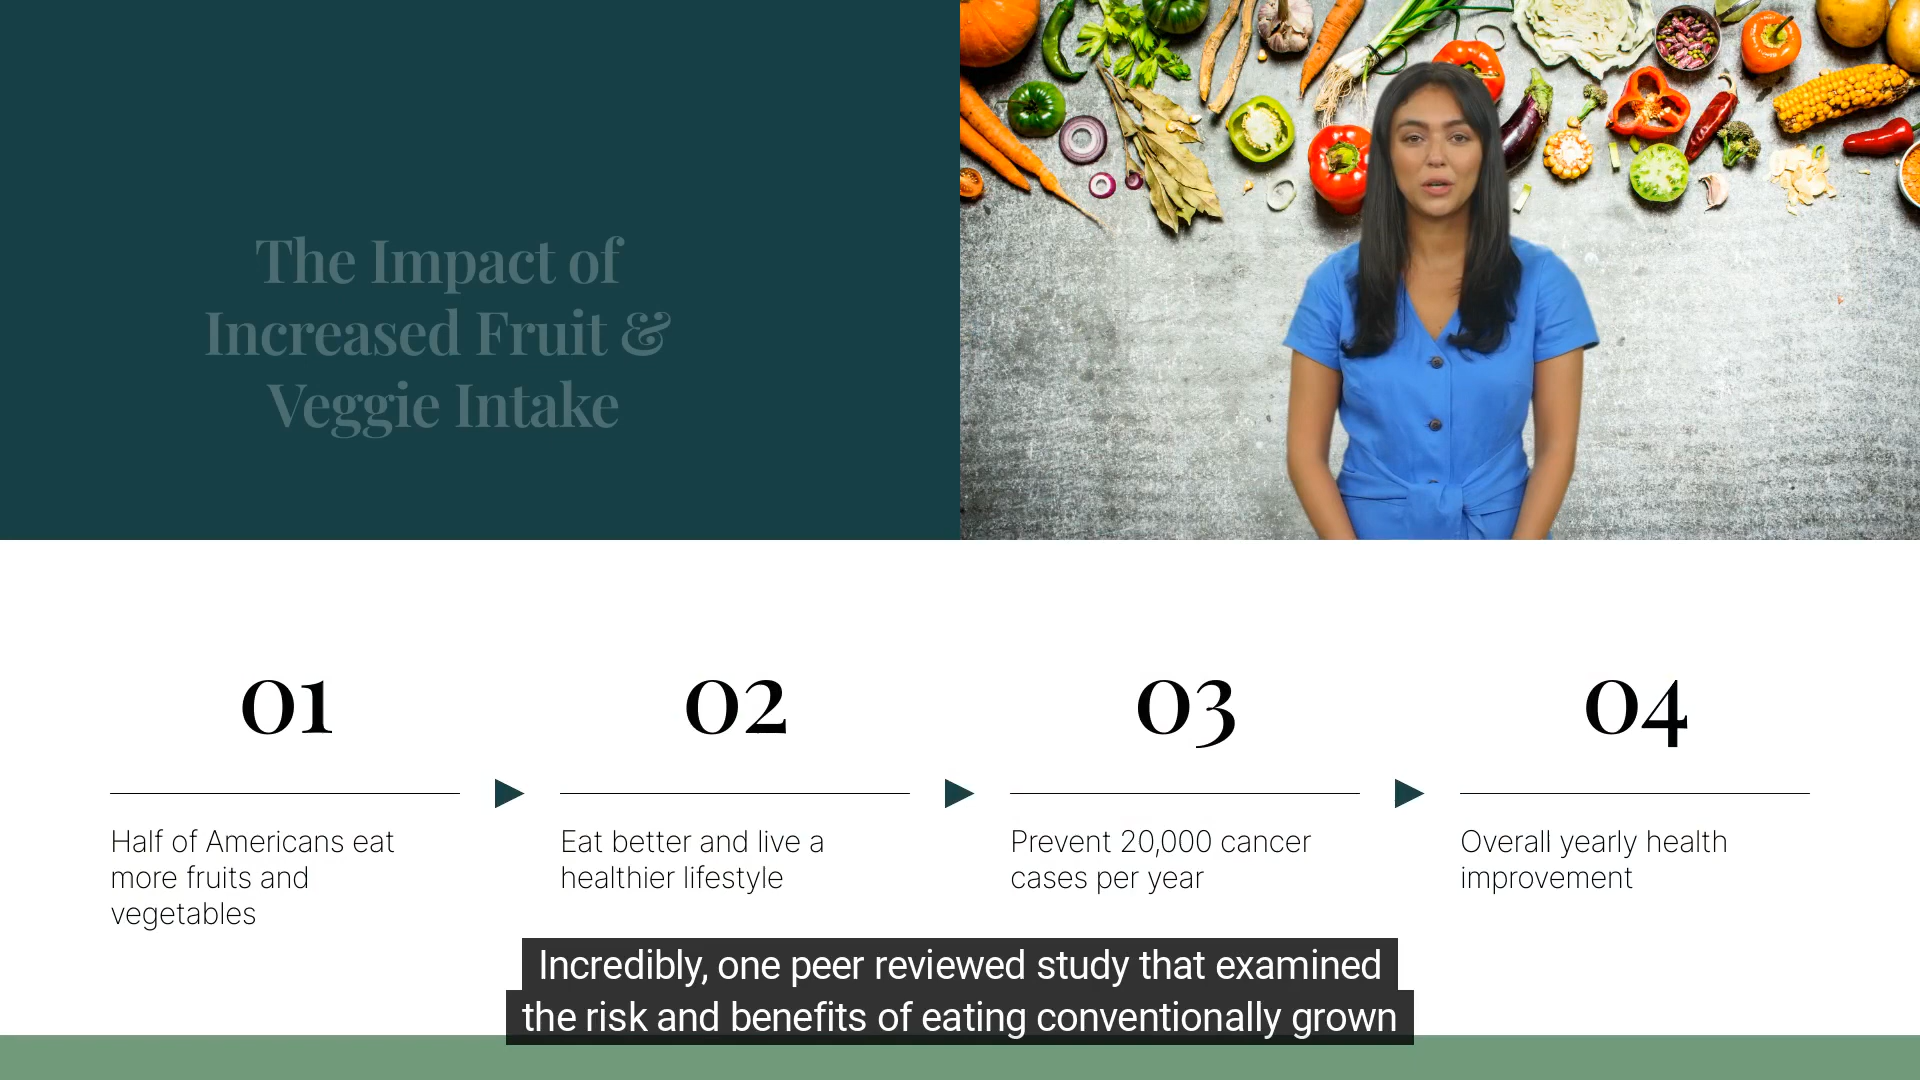 The Impact of
Increased Fruit &
Veggie Intake
01
Half of Americans eat
more fruits and
vegetables
02
Eat better and live a
healthier lifestyle
03
Prevent 20,000 cancer
cases per year
04
Overall yearly health
improvement
Incredibly, one peer reviewed study that examined
the risk and benefits of eating conventionally grown